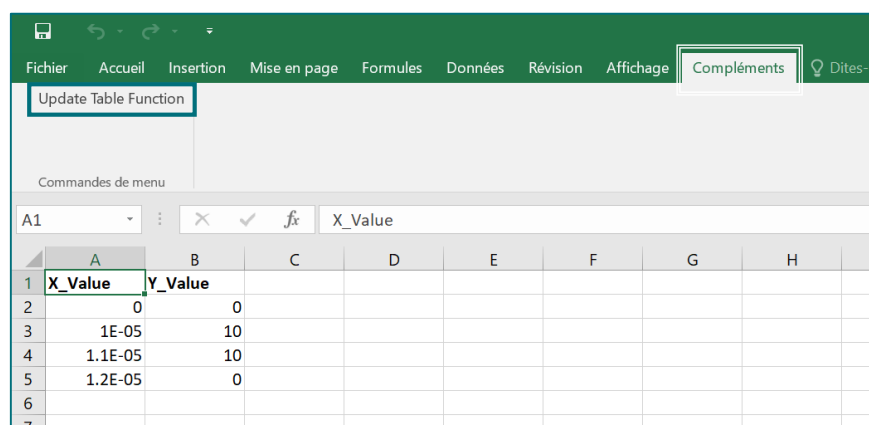 Fichier Accueil Insertion Mise en page Formules Données Révision Affichage Compléments Dites-
Update Table Function
Commandes de menu
A1 fx X_Value
A B C D E F G H
1 X_Value Y_Value
2 0 0
3 1E-05 10
4 1.1E-05 10
5 1.2E-05 0
6